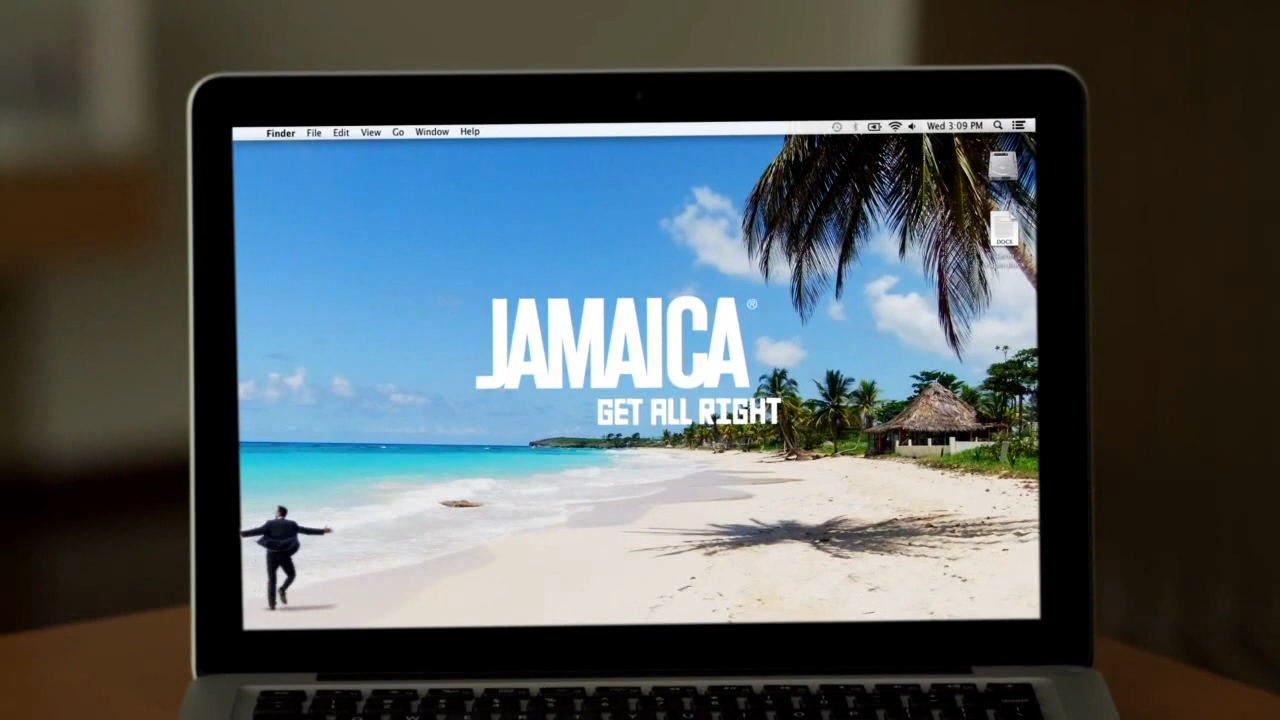 Finder File Edit View Go Window Help Wed 3:09 PM
DOCX
JAMAICA®
GET ALL RIGHT